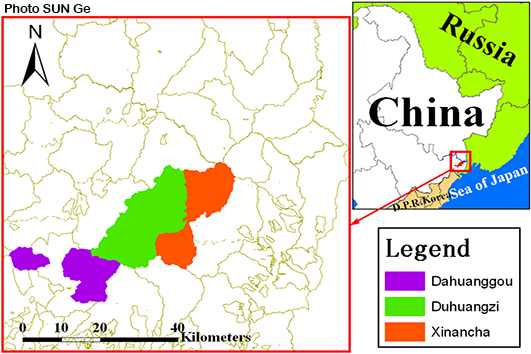 Photo SUN Ge
N
0 10 20 40
Kilometers
Russia
China
D.P.R.Korea
Sea of Japan
Legend
Dahuanggou
Duhuangzi
Xinancha